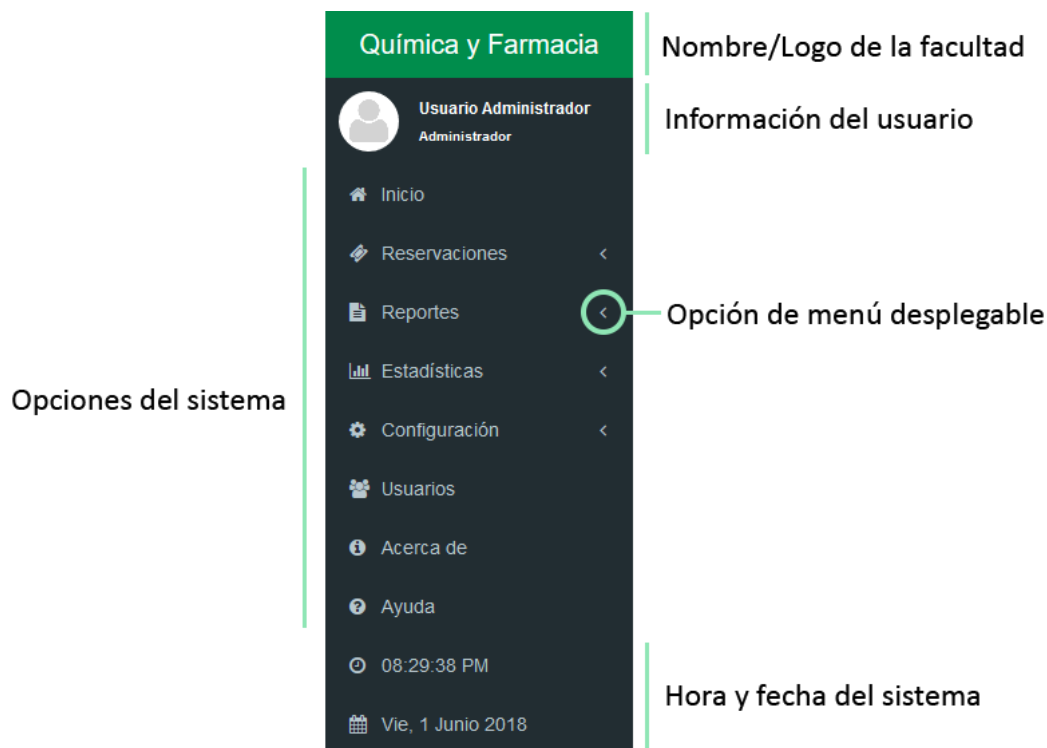 Química y Farmacia
Nombre/Logo de la facultad
Usuario Administrador
Administrador
Información del usuario
Inicio
Reservaciones
Reportes
Opción de menú desplegable
Estadísticas
Opciones del sistema
Configuración
Usuarios
Acerca de
Ayuda
08:29:38 PM
Hora y fecha del sistema
Vie, 1 Junio 2018